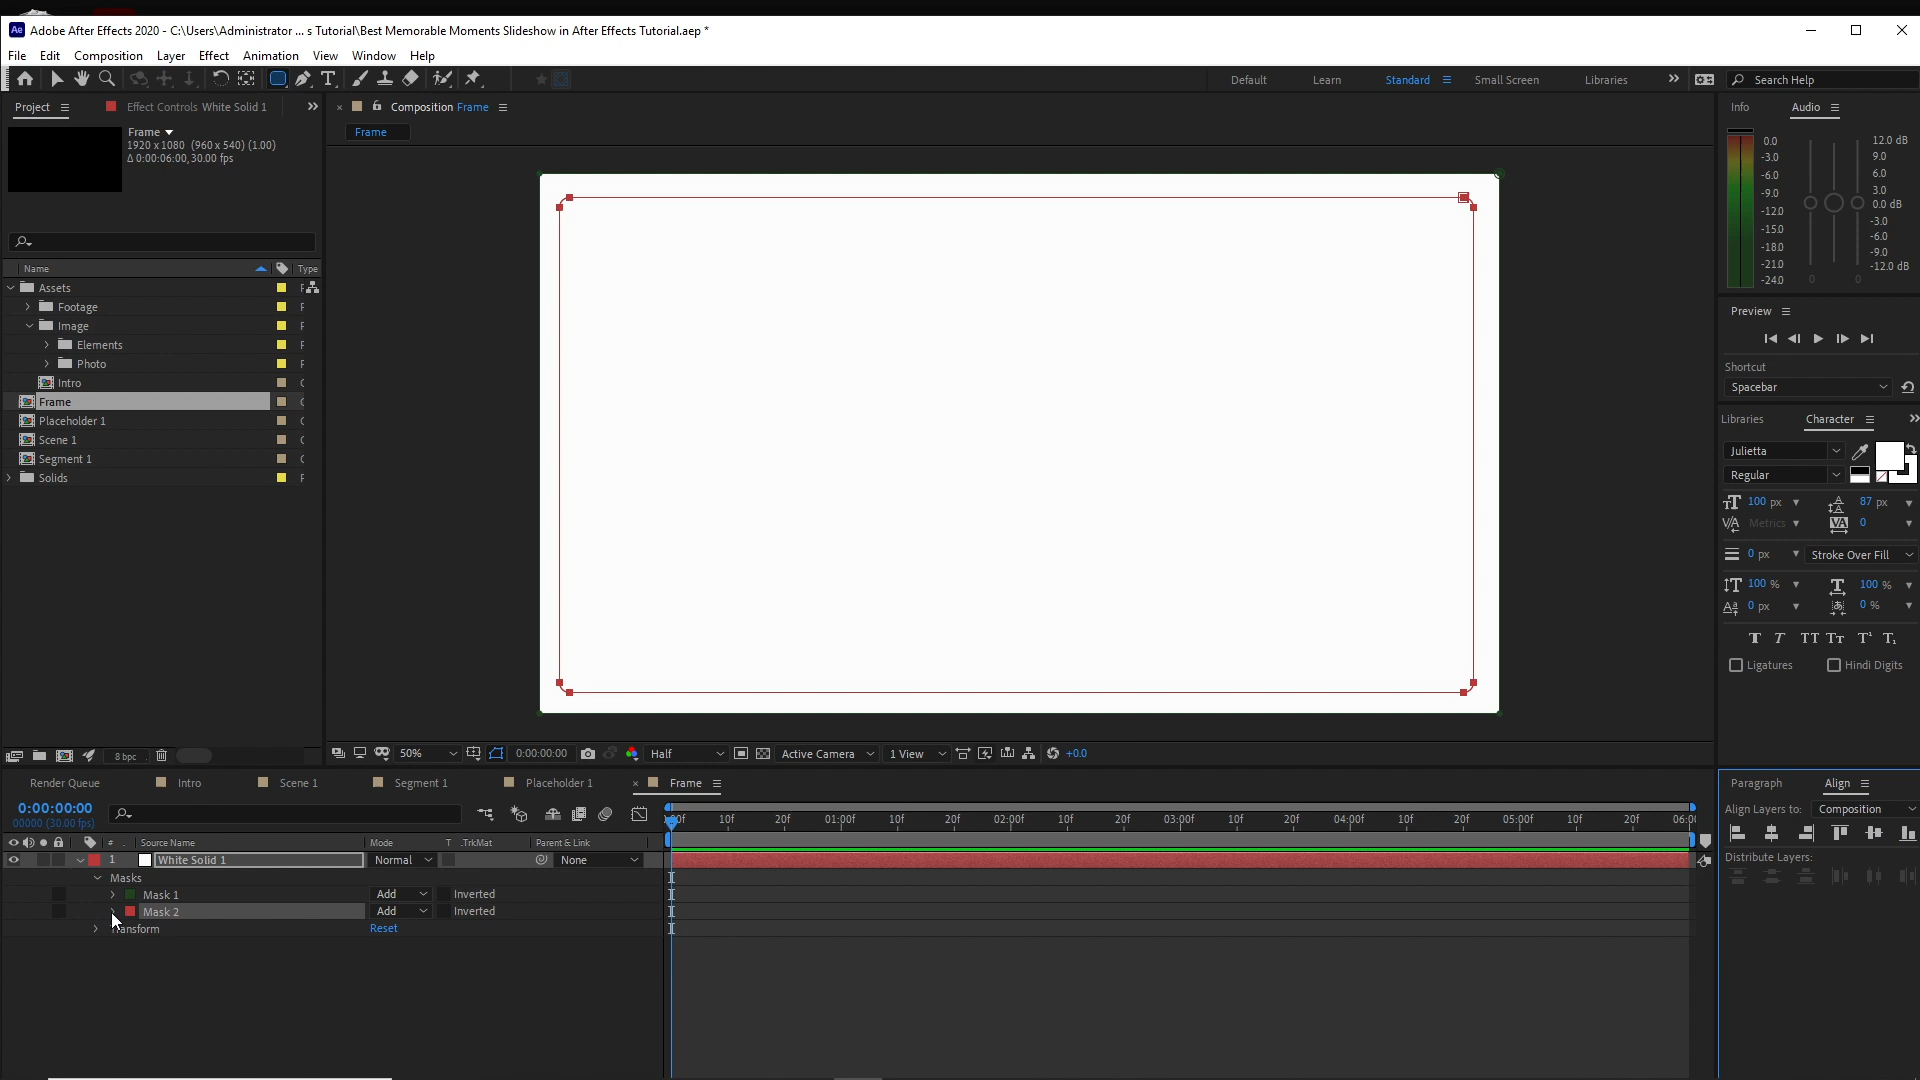 Ae Adobe After Effects 2020 - C:\Users\Administrator ... s Tutorial\Best Memorable Moments Slideshow in After Effects Tutorial.aep *
File Edit Composition Layer Effect Animation View Window Help
Default Learn Standard Small Screen Libraries Search Help
Project Effect Controls White Solid 1
Composition Frame
Info Audio
Frame
1920 x 1080 (960 x 540) (1.00)
Δ 0:00:06:00, 30.00 fps
Frame
0.0
-3.0
-6.0
-9.0
-12.0
-15.0
-18.0
-21.0
-24.0
12.0 dB
9.0
6.0
3.0
0.0 dB
-3.0
-6.0
-9.0
-12.0 dB
0 0
Name Type
Assets
Footage
Image
Elements
Photo
Intro
Frame
Placeholder 1
Scene 1
Segment 1
Solids
Preview
Shortcut
Spacebar
Libraries Character
Julietta
Regular
100 px 87 px
Metrics 0
0 px Stroke Over Fill
100 % 100 %
0 px 0 %
Ligatures Hindi Digits
8 bpc
50% 0:00:00:00 Half Active Camera 1 View +0.0
Render Queue Intro Scene 1 Segment 1 Placeholder 1 Frame
0:00:00:00
00000 (30.00 fps)
10f 20f 01:00f 10f 20f 02:00f 10f 20f 03:00f 10f 20f 04:00f 10f 20f 05:00f 10f 20f 06:0
# Source Name Mode T .TrkMat Parent & Link
1 White Solid 1 Normal None
Masks
Mask 1 Add Inverted
Mask 2 Add Inverted
Transform Reset
Paragraph Align
Align Layers to: Composition
Distribute Layers: